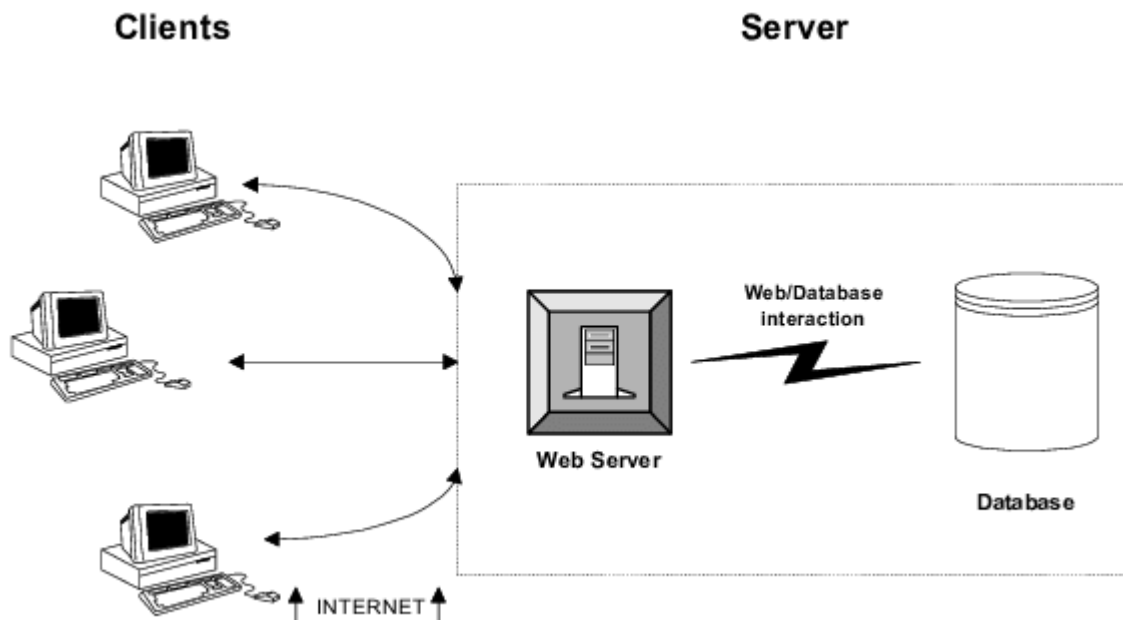 Clients
Server
Web/Database
interaction
Web Server
Database
INTERNET